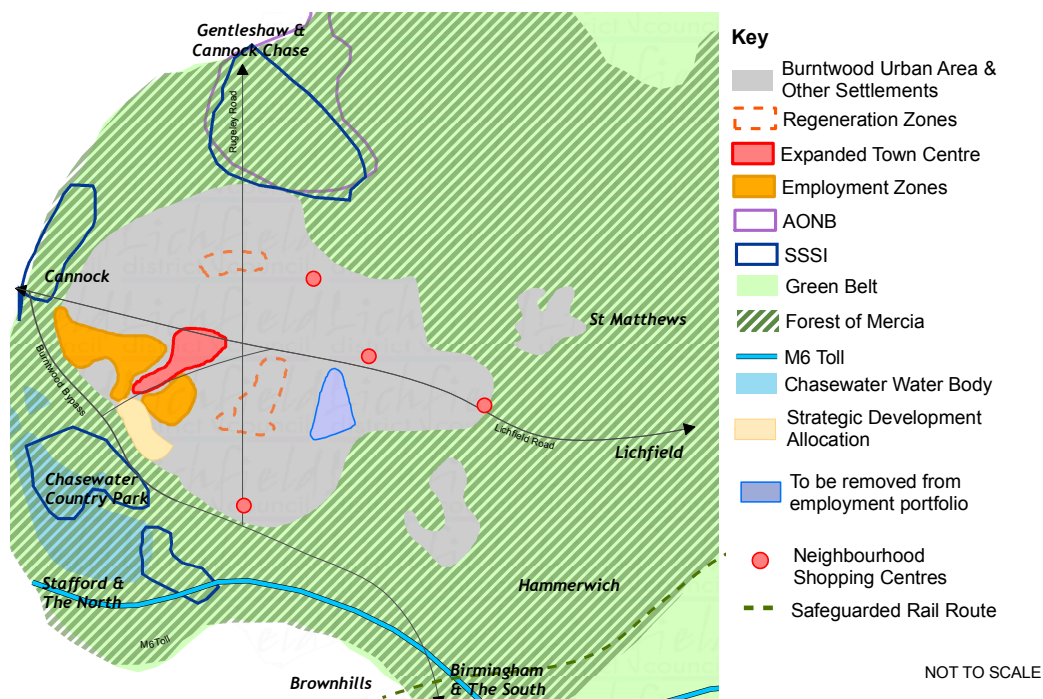 Gentleshaw &
Cannock Chase
Rugeley Road
Cannock
St Matthews
Burntwood Bypass
Lichfield Road
Lichfield
Chasewater
Country Park
Stafford &
The North
Hammerwich
M6Toll
Brownhills
Birmingham
& The South
Key
Burntwood Urban Area &
Other Settlements
Regeneration Zones
Expanded Town Centre
Employment Zones
AONB
SSSI
Green Belt
Forest of Mercia
M6 Toll
Chasewater Water Body
Strategic Development
Allocation
To be removed from
employment portfolio
Neighbourhood
Shopping Centres
Safeguarded Rail Route
NOT TO SCALE